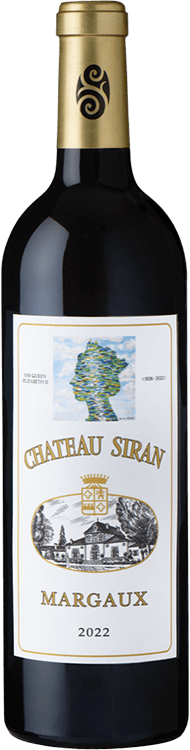 HM QUEEN
ELIZABETH II
(1926 - 2022)
CHATEAU SIRAN
MARGAUX
2022